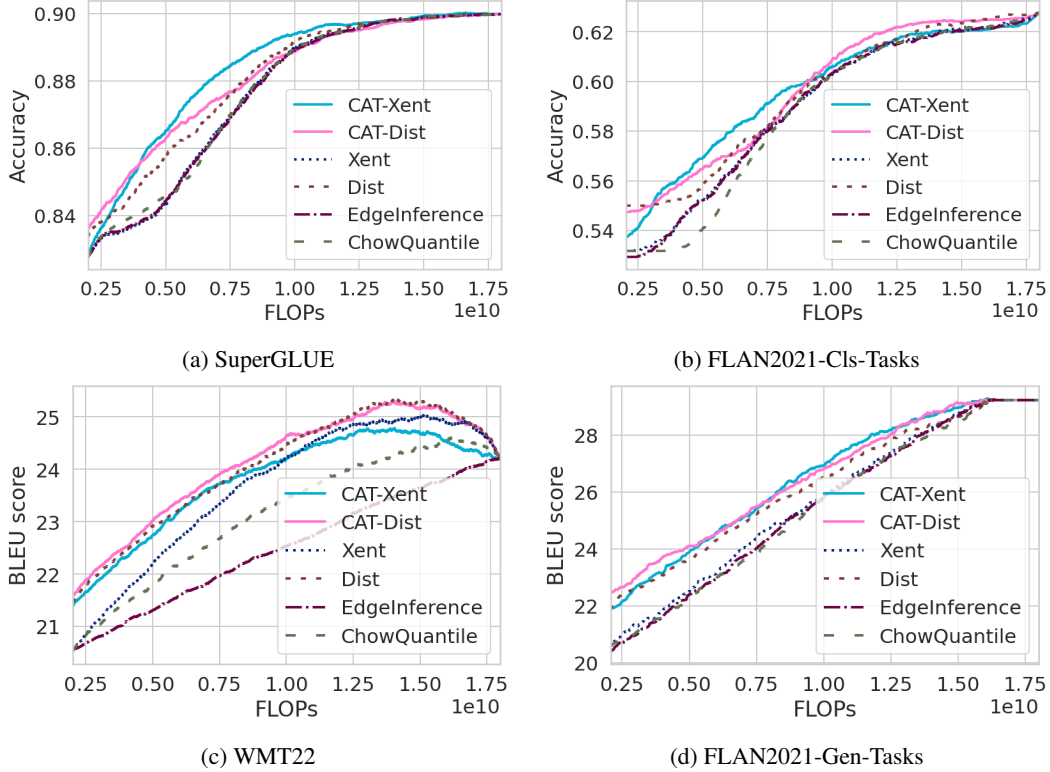 0.90
0.88
0.86
0.84
Accuracy
CAT-Xent
CAT-Dist
Xent
Dist
EdgeInference
ChowQuantile
0.25 0.50 0.75 1.00 1.25 1.50 1.75
FLOPs
1e10
(a) SuperGLUE
0.62
0.60
0.58
0.56
0.54
Accuracy
CAT-Xent
CAT-Dist
Xent
Dist
EdgeInference
ChowQuantile
0.25 0.50 0.75 1.00 1.25 1.50 1.75
FLOPs
1e10
(b) FLAN2021-Cls-Tasks
25
24
23
22
21
BLEU score
CAT-Xent
CAT-Dist
Xent
Dist
EdgeInference
ChowQuantile
0.25 0.50 0.75 1.00 1.25 1.50 1.75
FLOPs
1e10
(c) WMT22
28
26
24
22
20
BLEU score
CAT-Xent
CAT-Dist
Xent
Dist
EdgeInference
ChowQuantile
0.25 0.50 0.75 1.00 1.25 1.50 1.75
FLOPs
1e10
(d) FLAN2021-Gen-Tasks